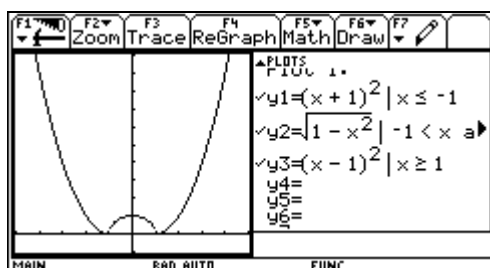 F1 F2 Zoom F3 Trace F4 ReGraph F5 Math F6 Draw F7
PLOTS
y1=(x + 1)² | x ≤ -1
y2=√1 - x² | -1 < x a
y3=(x - 1)² | x ≥ 1
y4=
y5=
y6=
MAIN RAD AUTO FUNC